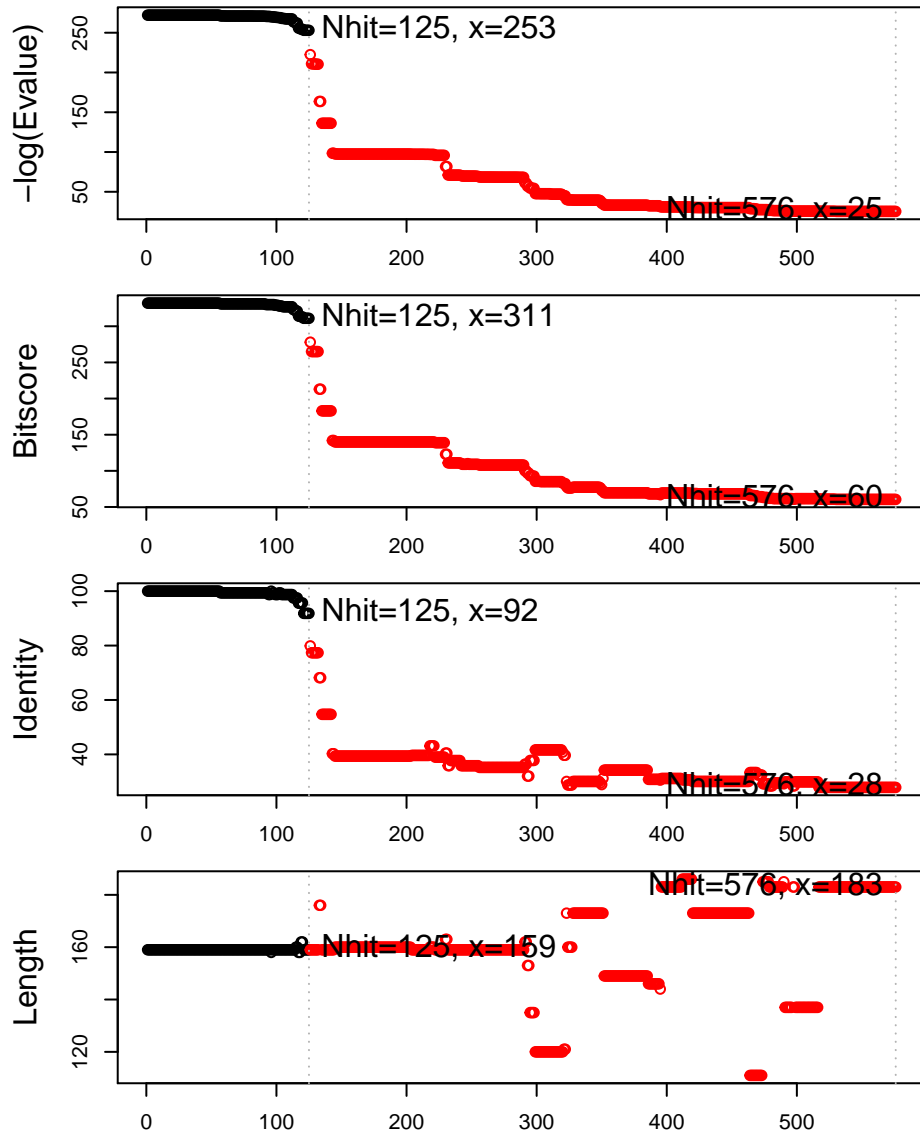 −log(Evalue)
50
150
250
Nhit=125, x=253
Nhit=576, x=25
0 100 200 300 400 500
Bitscore
50
150
250
Nhit=125, x=311
Nhit=576, x=60
0 100 200 300 400 500
Identity
40
60
80
100
Nhit=125, x=92
Nhit=576, x=28
0 100 200 300 400 500
Length
120
160
Nhit=576, x=183
Nhit=125, x=159
0 100 200 300 400 500